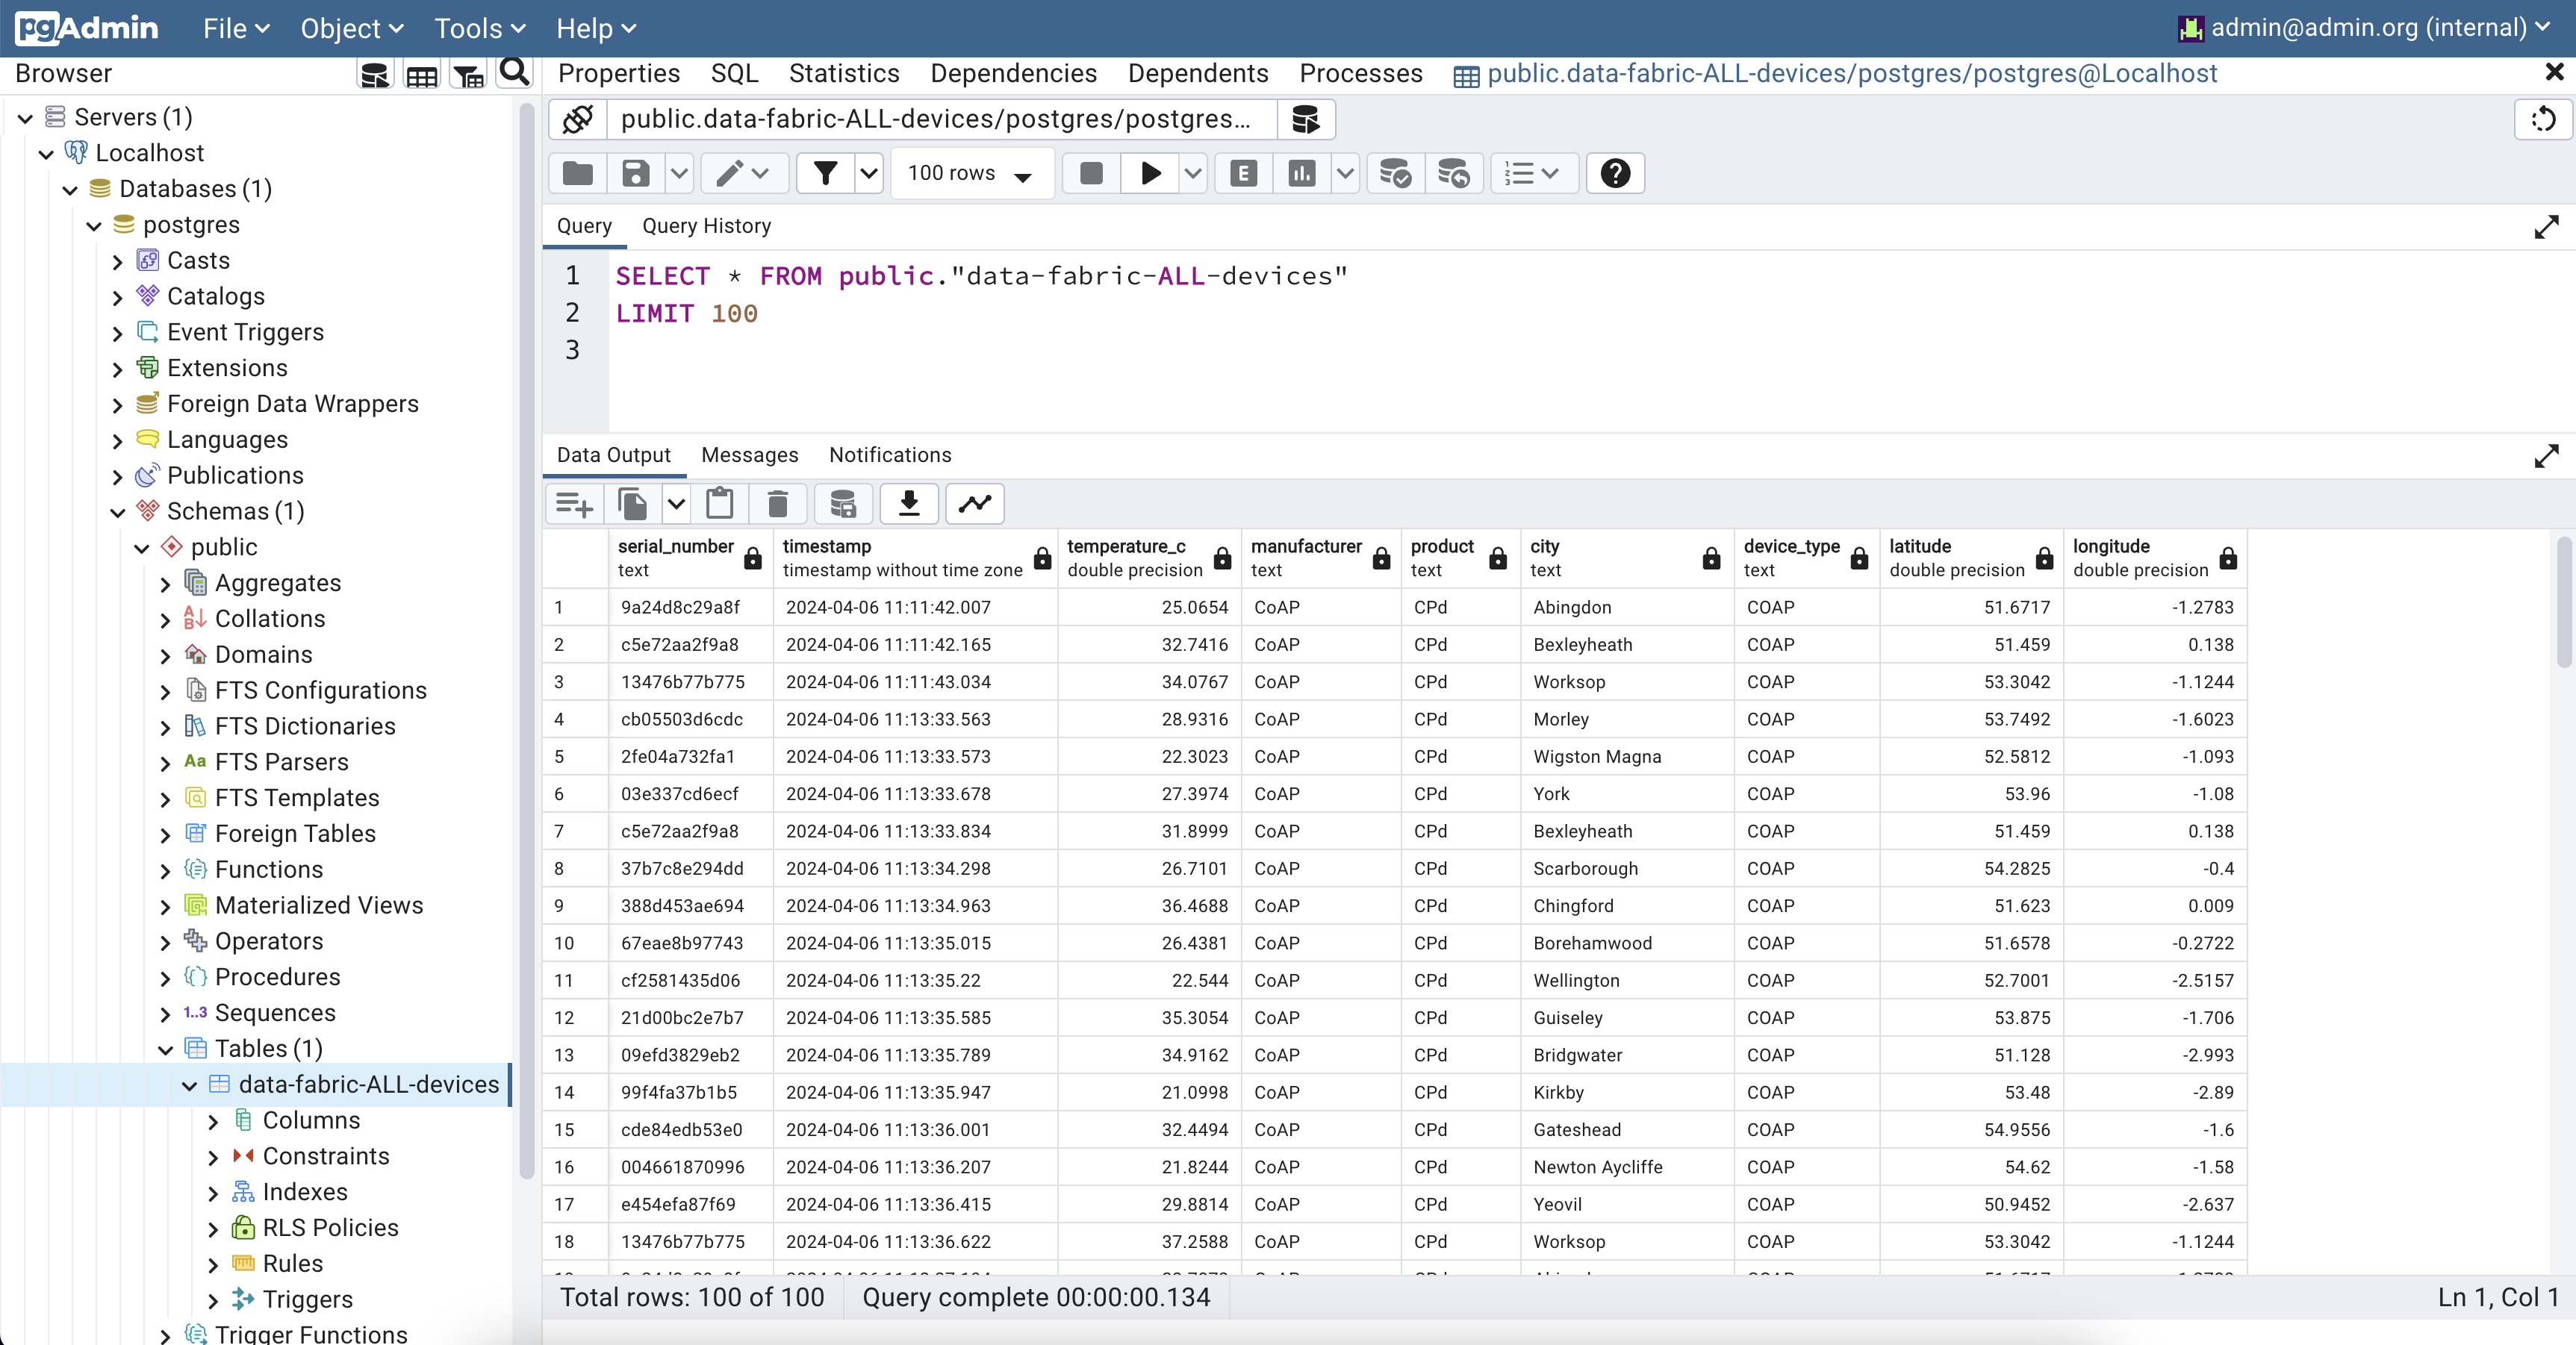 pgAdmin File Object Tools Help admin@admin.org (internal)
Browser
Properties SQL Statistics Dependencies Dependents Processes public.data-fabric-ALL-devices/postgres/postgres@Localhost
Servers (1)
Localhost
Databases (1)
postgres
Casts
Catalogs
Event Triggers
Extensions
Foreign Data Wrappers
Languages
Publications
Schemas (1)
public
Aggregates
Collations
Domains
FTS Configurations
FTS Dictionaries
Aa FTS Parsers
FTS Templates
Foreign Tables
Functions
Materialized Views
Operators
Procedures
1..3 Sequences
Tables (1)
data-fabric-ALL-devices
Columns
Constraints
Indexes
RLS Policies
Rules
Triggers
Trigger Functions
public.data-fabric-ALL-devices/postgres/postgres...
100 rows E
Query Query History
1 SELECT * FROM public."data-fabric-ALL-devices"
2 LIMIT 100
3
Data Output Messages Notifications
serial_number timestamp temperature_c manufacturer product city device_type latitude longitude
text timestamp without time zone double precision text text text text double precision double precision
1 9a24d8c29a8f 2024-04-06 11:11:42.007 25.0654 CoAP CPd Abingdon COAP 51.6717 -1.2783
2 c5e72aa2f9a8 2024-04-06 11:11:42.165 32.7416 CoAP CPd Bexleyheath COAP 51.459 0.138
3 13476b77b775 2024-04-06 11:11:43.034 34.0767 CoAP CPd Worksop COAP 53.3042 -1.1244
4 cb05503d6cdc 2024-04-06 11:13:33.563 28.9316 CoAP CPd Morley COAP 53.7492 -1.6023
5 2fe04a732fa1 2024-04-06 11:13:33.573 22.3023 CoAP CPd Wigston Magna COAP 52.5812 -1.093
6 03e337cd6ecf 2024-04-06 11:13:33.678 27.3974 CoAP CPd York COAP 53.96 -1.08
7 c5e72aa2f9a8 2024-04-06 11:13:33.834 31.8999 CoAP CPd Bexleyheath COAP 51.459 0.138
8 37b7c8e294dd 2024-04-06 11:13:34.298 26.7101 CoAP CPd Scarborough COAP 54.2825 -0.4
9 388d453ae694 2024-04-06 11:13:34.963 36.4688 CoAP CPd Chingford COAP 51.623 0.009
10 67eae8b97743 2024-04-06 11:13:35.015 26.4381 CoAP CPd Borehamwood COAP 51.6578 -0.2722
11 cf2581435d06 2024-04-06 11:13:35.22 22.544 CoAP CPd Wellington COAP 52.7001 -2.5157
12 21d00bc2e7b7 2024-04-06 11:13:35.585 35.3054 CoAP CPd Guiseley COAP 53.875 -1.706
13 09efd3829eb2 2024-04-06 11:13:35.789 34.9162 CoAP CPd Bridgwater COAP 51.128 -2.993
14 99f4fa37b1b5 2024-04-06 11:13:35.947 21.0998 CoAP CPd Kirkby COAP 53.48 -2.89
15 cde84edb53e0 2024-04-06 11:13:36.001 32.4494 CoAP CPd Gateshead COAP 54.9556 -1.6
16 004661870996 2024-04-06 11:13:36.207 21.8244 CoAP CPd Newton Aycliffe COAP 54.62 -1.58
17 e454efa87f69 2024-04-06 11:13:36.415 29.8814 CoAP CPd Yeovil COAP 50.9452 -2.637
18 13476b77b775 2024-04-06 11:13:36.622 37.2588 CoAP CPd Worksop COAP 53.3042 -1.1244
Total rows: 100 of 100 Query complete 00:00:00.134 Ln 1, Col 1